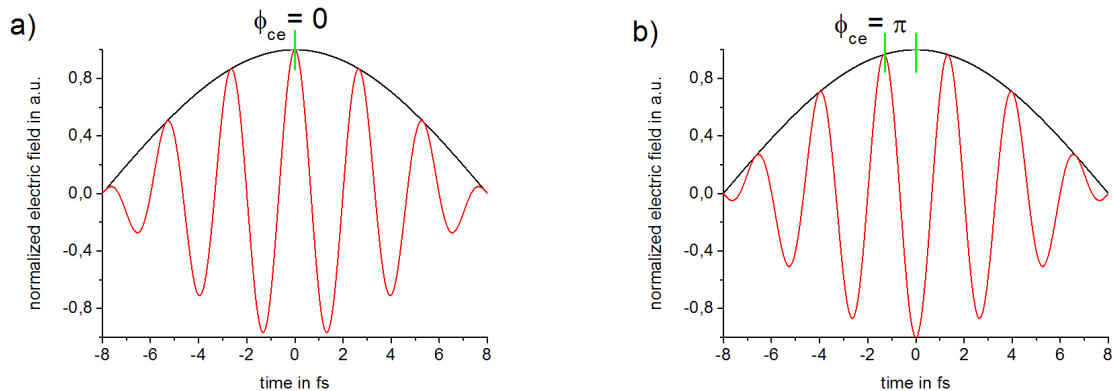 a)
ϕce = 0
normalized electric field in a.u.
0,8
0,4
0,0
-0,4
-0,8
-8 -6 -4 -2 0 2 4 6 8
time in fs
b)
ϕce = π
normalized electric field in a.u.
0,8
0,4
0,0
-0,4
-0,8
-8 -6 -4 -2 0 2 4 6 8
time in fs